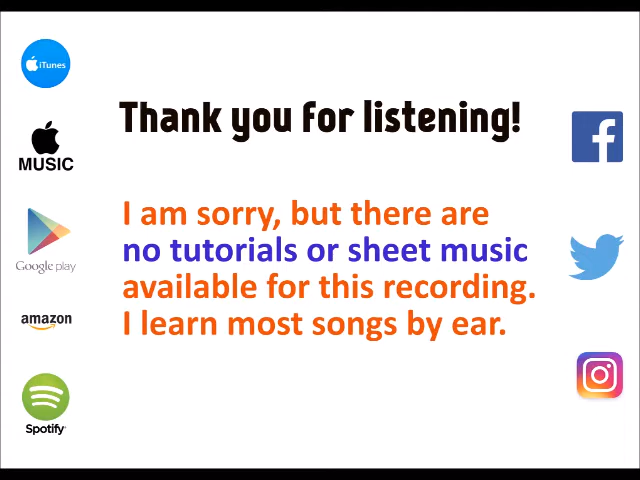 iTunes
Thank you for listening!
MUSIC
I am sorry, but there are
no tutorials or sheet music
Google play
available for this recording.
amazon
I learn most songs by ear.
Spotify